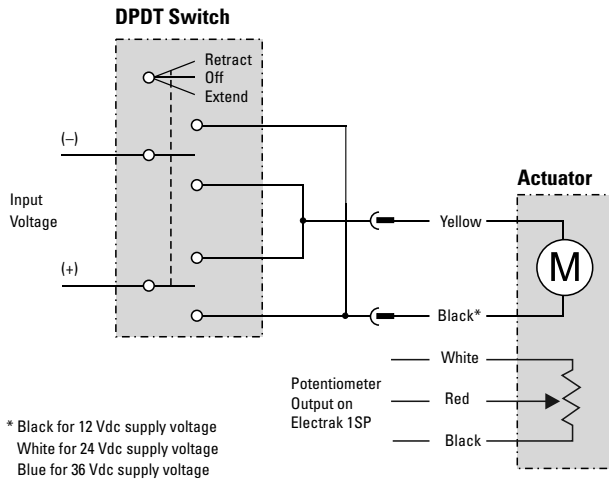 DPDT Switch
Retract
Off
Extend
(–)
Input
Voltage
(+)
Actuator
Yellow
M
Black*
White
Potentiometer
Output on
Electrak 1SP
Red
Black
* Black for 12 Vdc supply voltage
White for 24 Vdc supply voltage
Blue for 36 Vdc supply voltage